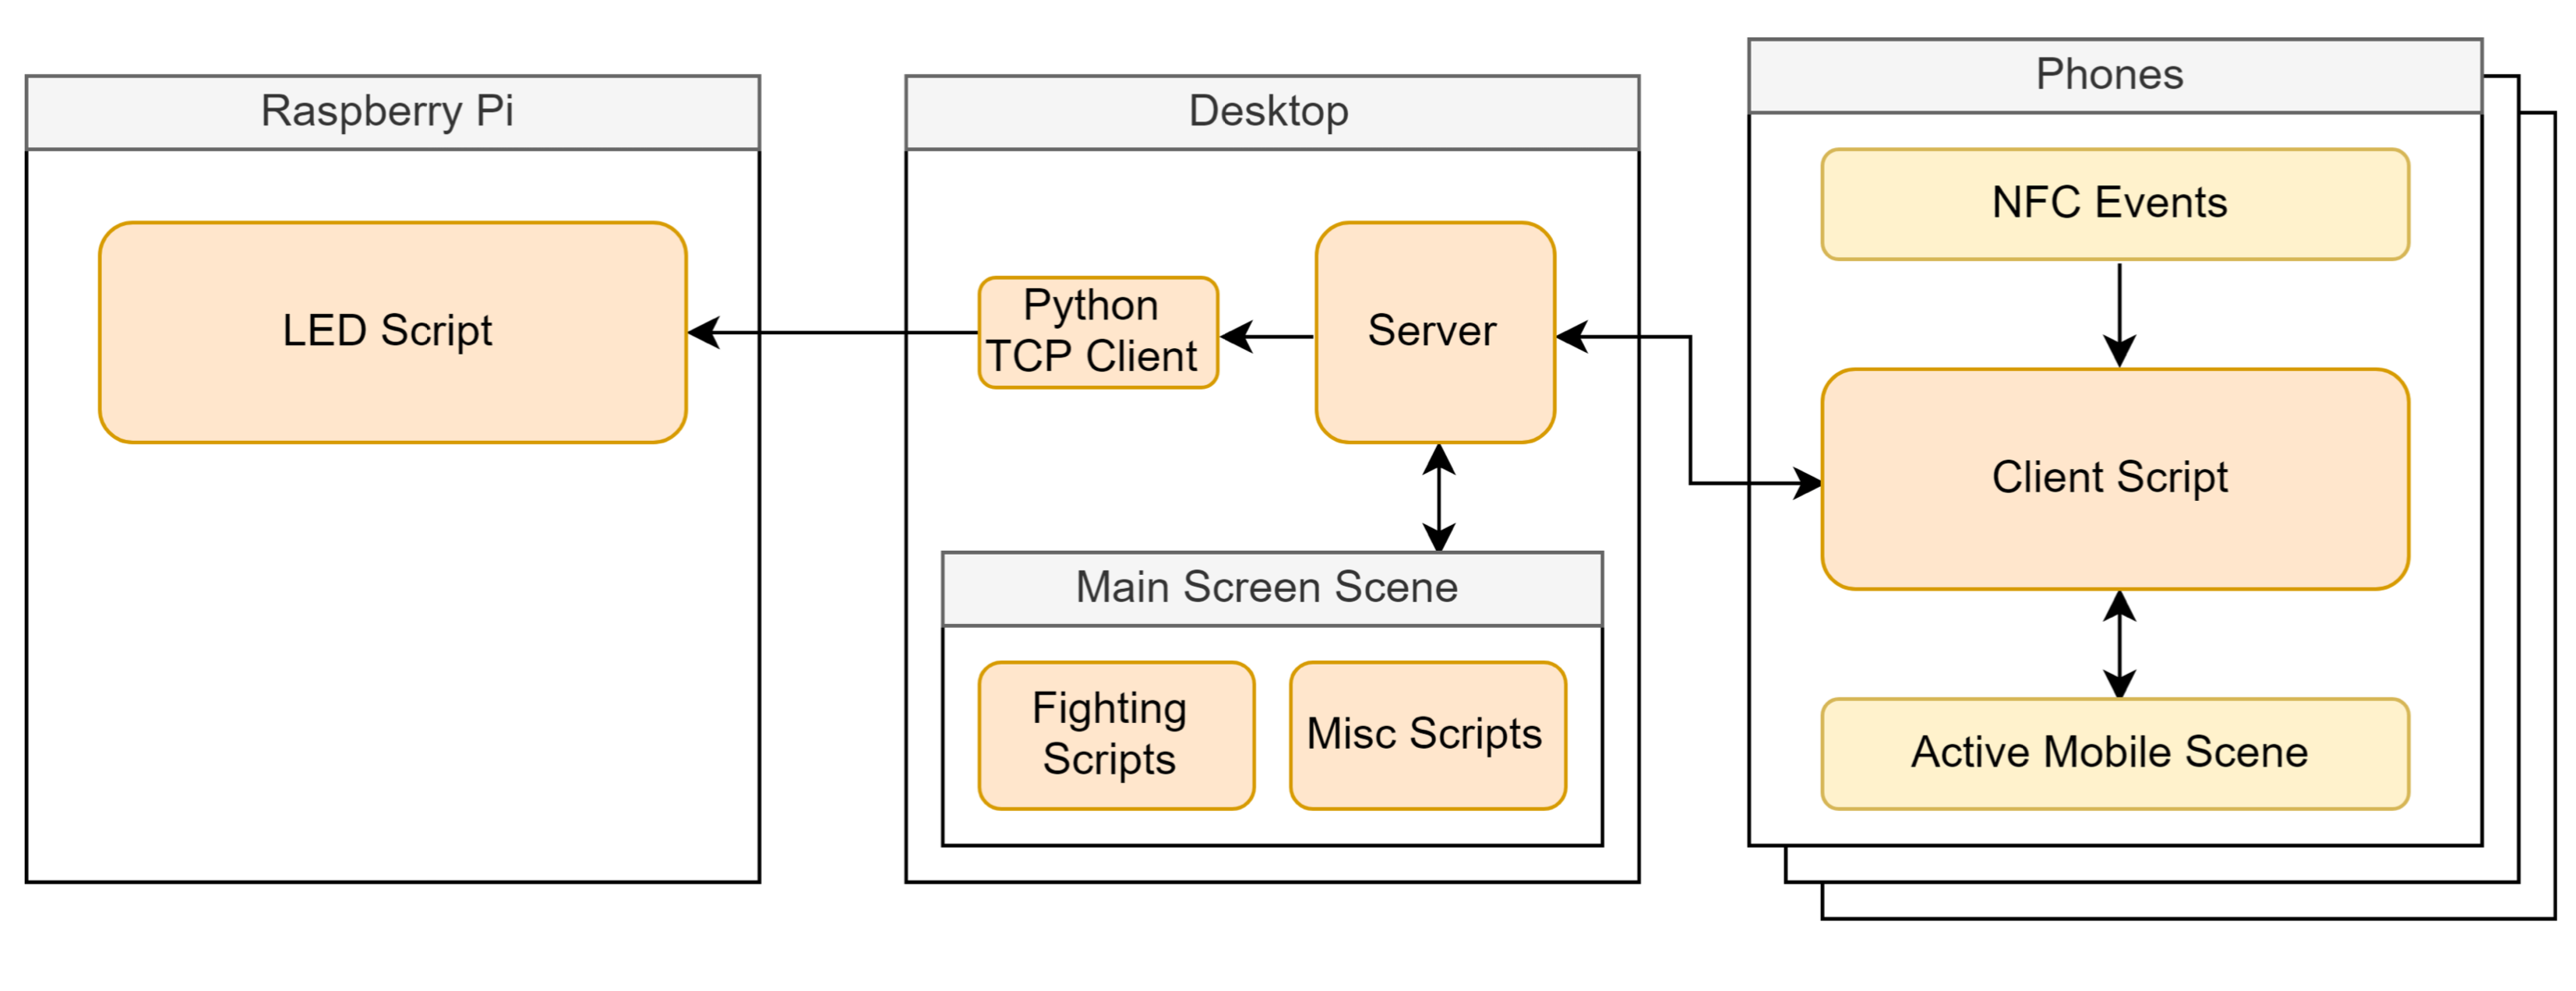 Raspberry Pi
LED Script
Desktop
Python
TCP Client
Server
Main Screen Scene
Fighting
Scripts
Misc Scripts
Phones
NFC Events
Client Script
Active Mobile Scene